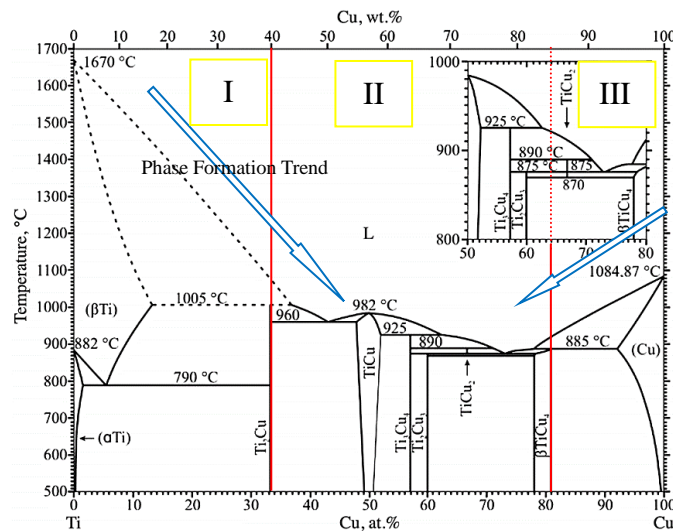 Cu, wt.%
0 10 20 30 40 50 60 70 80 90 100
1700
1600
1500
1400
1300
1200
1100
1000
900
800
700
600
500
Temperature, °C
1670 °C
I
II
III
Phase Formation Trend
L
1000
900
800
50 60 70 80
925 °C
890 °C
875 °C
875
870
TiCu2
Ti3Cu4
Ti2Cu3
βTiCu4
1084.87 °C
(βTi)
1005 °C
982 °C
960
925
882 °C
890
885 °C
(Cu)
790 °C
(αTi)
Ti2Cu
TiCu
Ti3Cu4
Ti2Cu3
TiCu2
βTiCu4
0 10 20 30 40 50 60 70 80 90 100
Ti
Cu, at.%
Cu